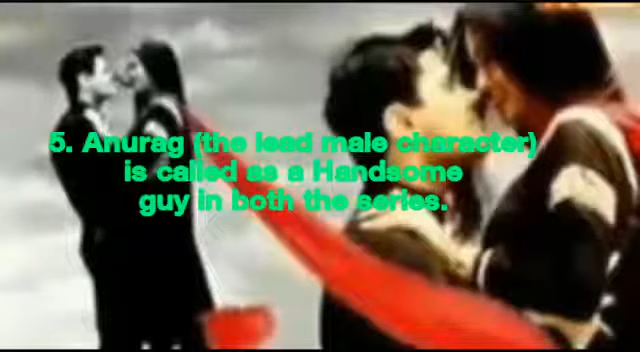 5. Anurag (the lead male character)
is called as a Handsome
guy in both the series.